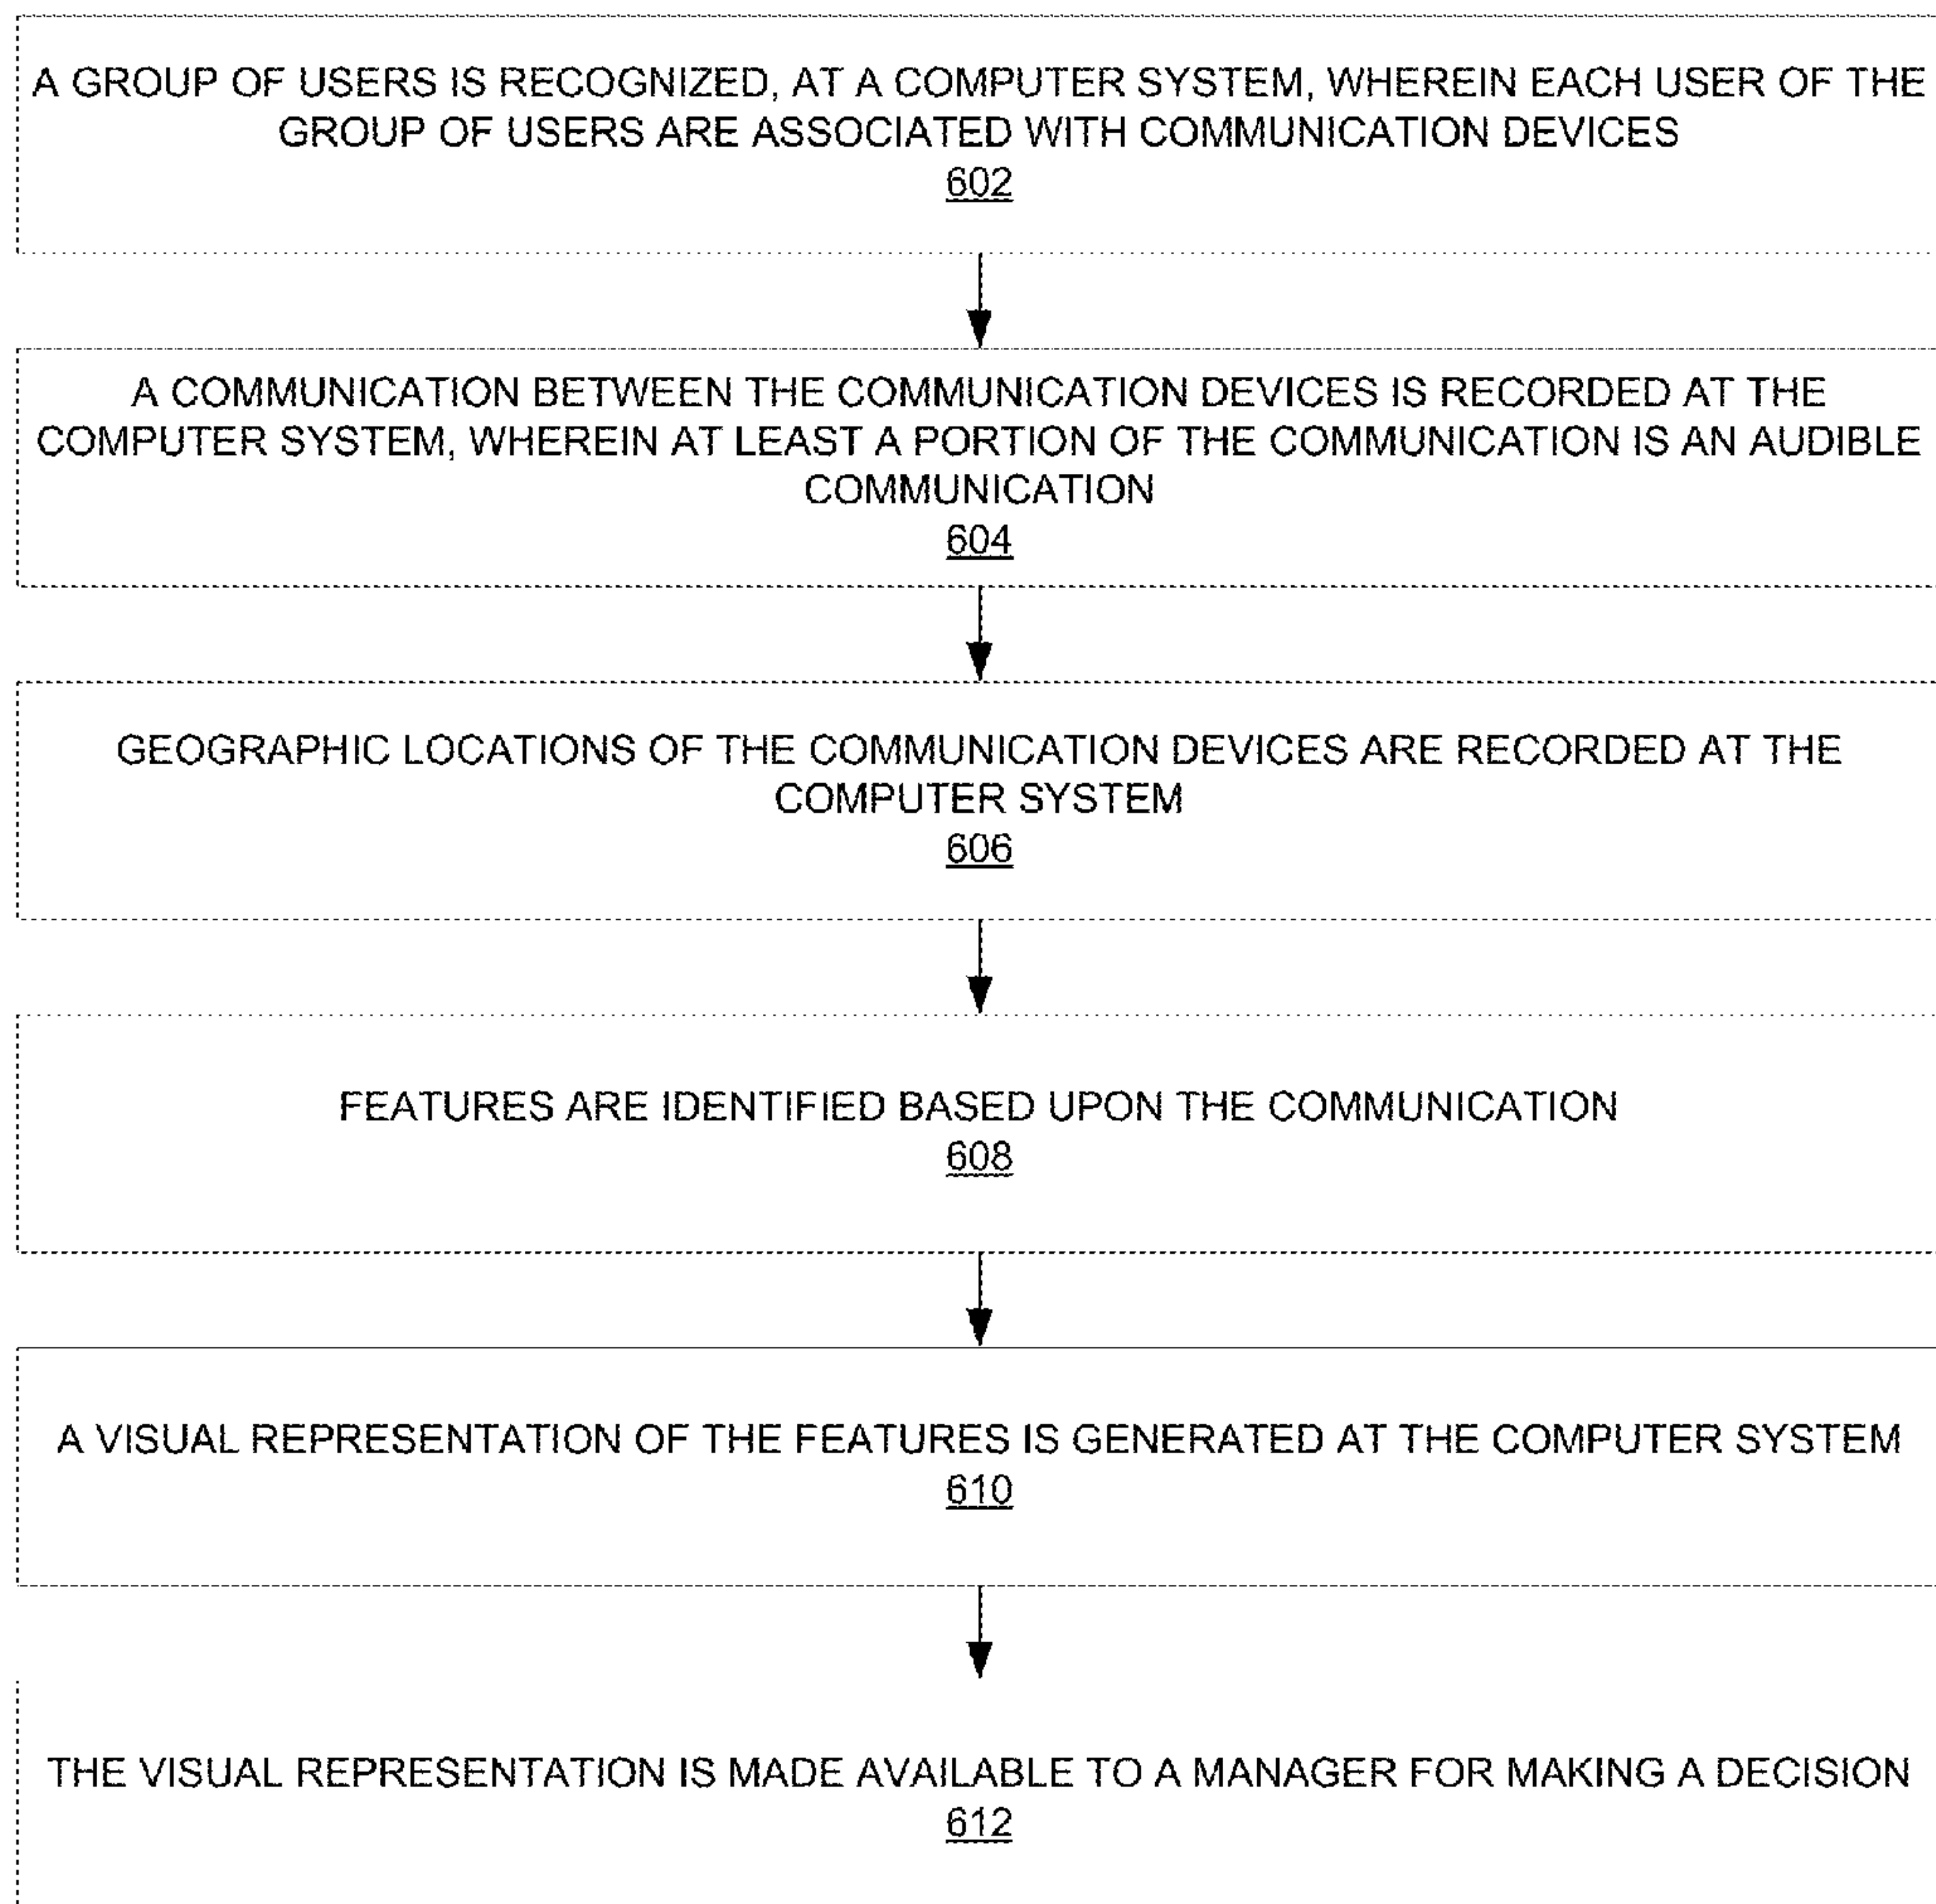 A GROUP OF USERS IS RECOGNIZED, AT A COMPUTER SYSTEM, WHEREIN EACH USER OF THE
GROUP OF USERS ARE ASSOCIATED WITH COMMUNICATION DEVICES
602
A COMMUNICATION BETWEEN THE COMMUNICATION DEVICES IS RECORDED AT THE
COMPUTER SYSTEM, WHEREIN AT LEAST A PORTION OF THE COMMUNICATION IS AN AUDIBLE
COMMUNICATION
604
GEOGRAPHIC LOCATIONS OF THE COMMUNICATION DEVICES ARE RECORDED AT THE
COMPUTER SYSTEM
606
FEATURES ARE IDENTIFIED BASED UPON THE COMMUNICATION
608
A VISUAL REPRESENTATION OF THE FEATURES IS GENERATED AT THE COMPUTER SYSTEM
610
THE VISUAL REPRESENTATION IS MADE AVAILABLE TO A MANAGER FOR MAKING A DECISION
612